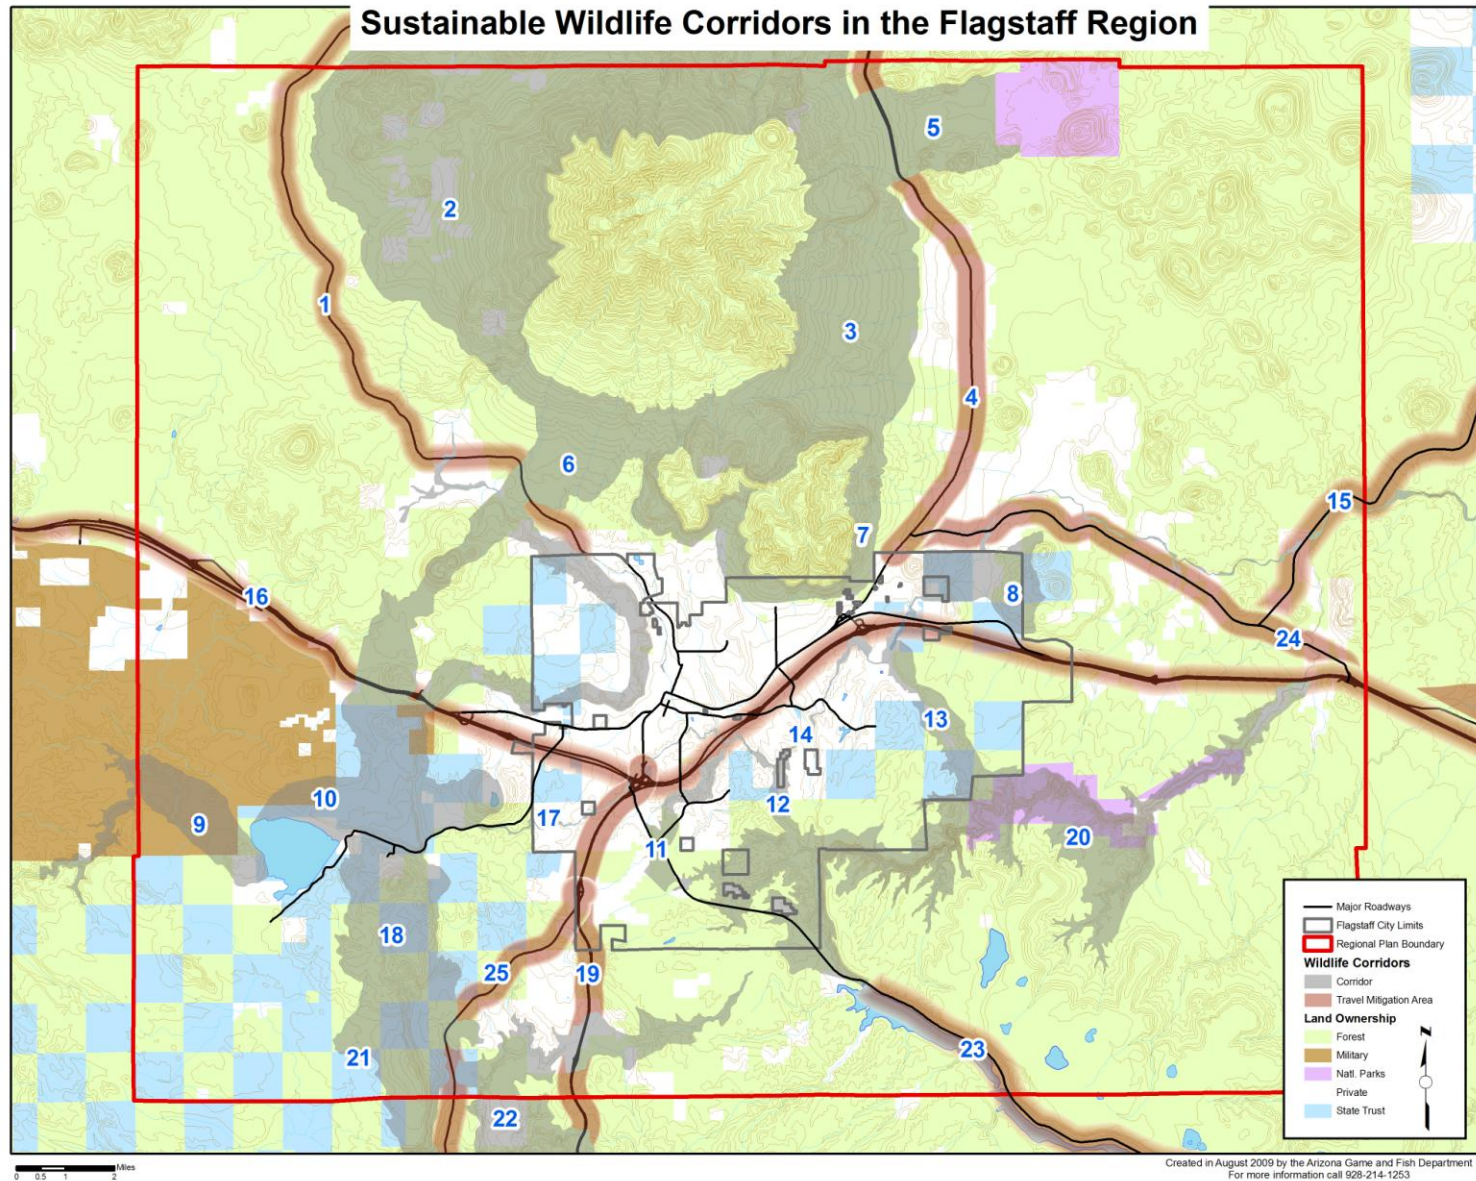 Sustainable Wildlife Corridors in the Flagstaff Region
5
2
1
3
4
6
15
7
16
8
24
13
14
10
12
17
9
11
20
18
25
19
23
21
22
Major Roadways
Flagstaff City Limits
Regional Plan Boundary
Wildlife Corridors
Corridor
Travel Mitigation Area
Land Ownership
Forest
Military
Natl. Parks
Private
State Trust
N
Miles
0 0.5 1 2
Created in August 2009 by the Arizona Game and Fish Department
For more information call 928-214-1253